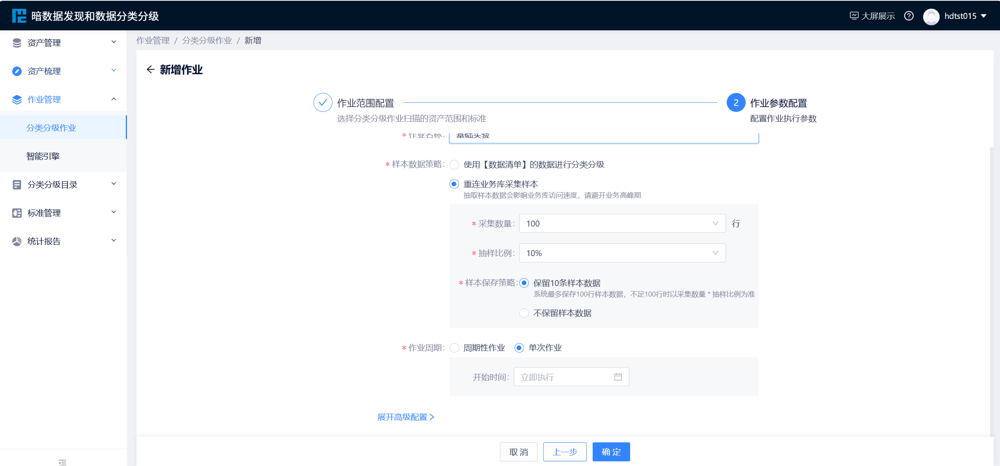 暗数据发现和数据分类分级
大屏展示
hdtst015
资产管理
资产梳理
作业管理
分类分级作业
智能引擎
分类分级目录
标准管理
统计报告
作业管理 / 分类分级作业 / 新增
新增作业
作业范围配置
选择分类分级作业扫描的资产范围和标准
2 作业参数配置
配置作业执行参数
* 作业名称: 基础实验
* 样本数据策略: 使用【数据清单】的数据进行分类分级
重连业务库采集样本
抽取样本数据会影响业务库访问速度，请避开业务高峰期
* 采集数量: 100 行
* 抽样比例: 10%
* 样本保存策略: 保留10条样本数据
系统最多保存100行样本数据，不足100行时以采集数量 * 抽样比例为准
不保留样本数据
* 作业周期: 周期性作业 单次作业
开始时间: 立即执行
展开高级配置
取消 上一步 确定